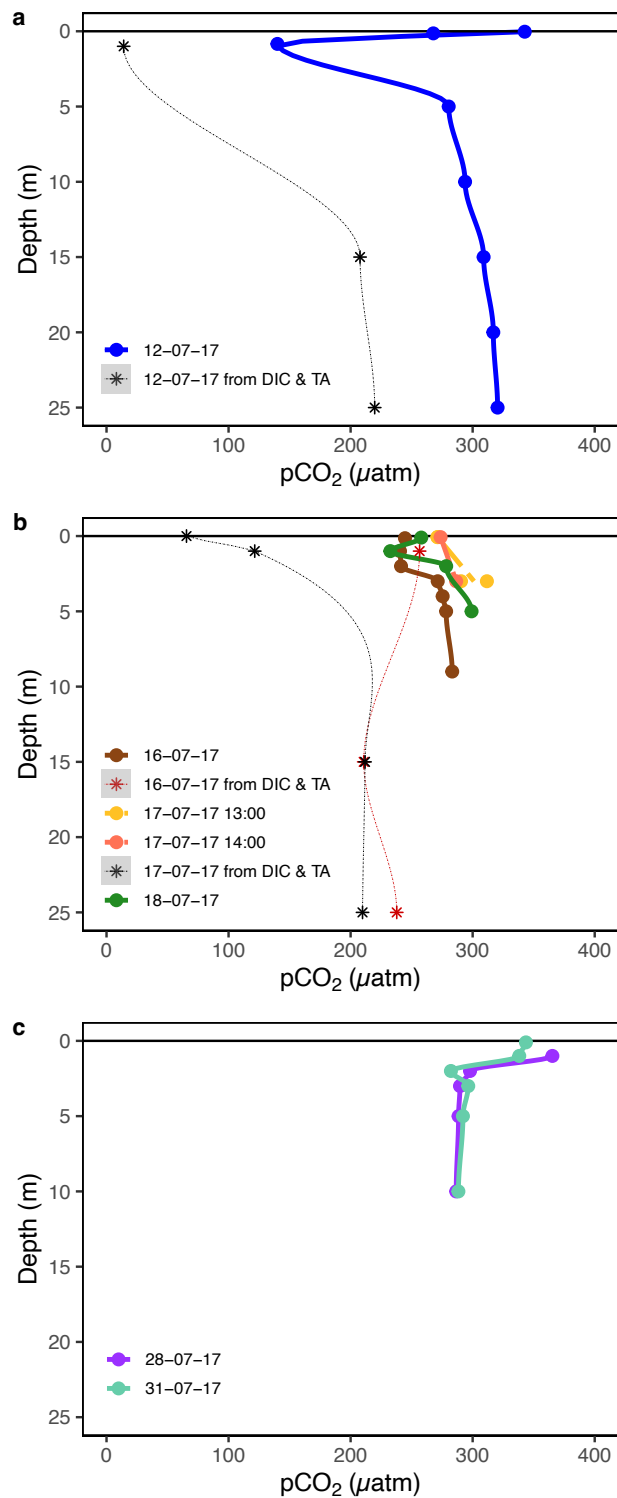 a
0
5
10
15
20
25
Depth (m)
12−07−17
12−07−17 from DIC & TA
0 100 200 300 400
pCO₂ (µatm)
b
0
5
10
15
20
25
Depth (m)
16−07−17
16−07−17 from DIC & TA
17−07−17 13:00
17−07−17 14:00
17−07−17 from DIC & TA
18−07−17
0 100 200 300 400
pCO₂ (µatm)
c
0
5
10
15
20
25
Depth (m)
28−07−17
31−07−17
0 100 200 300 400
pCO₂ (µatm)